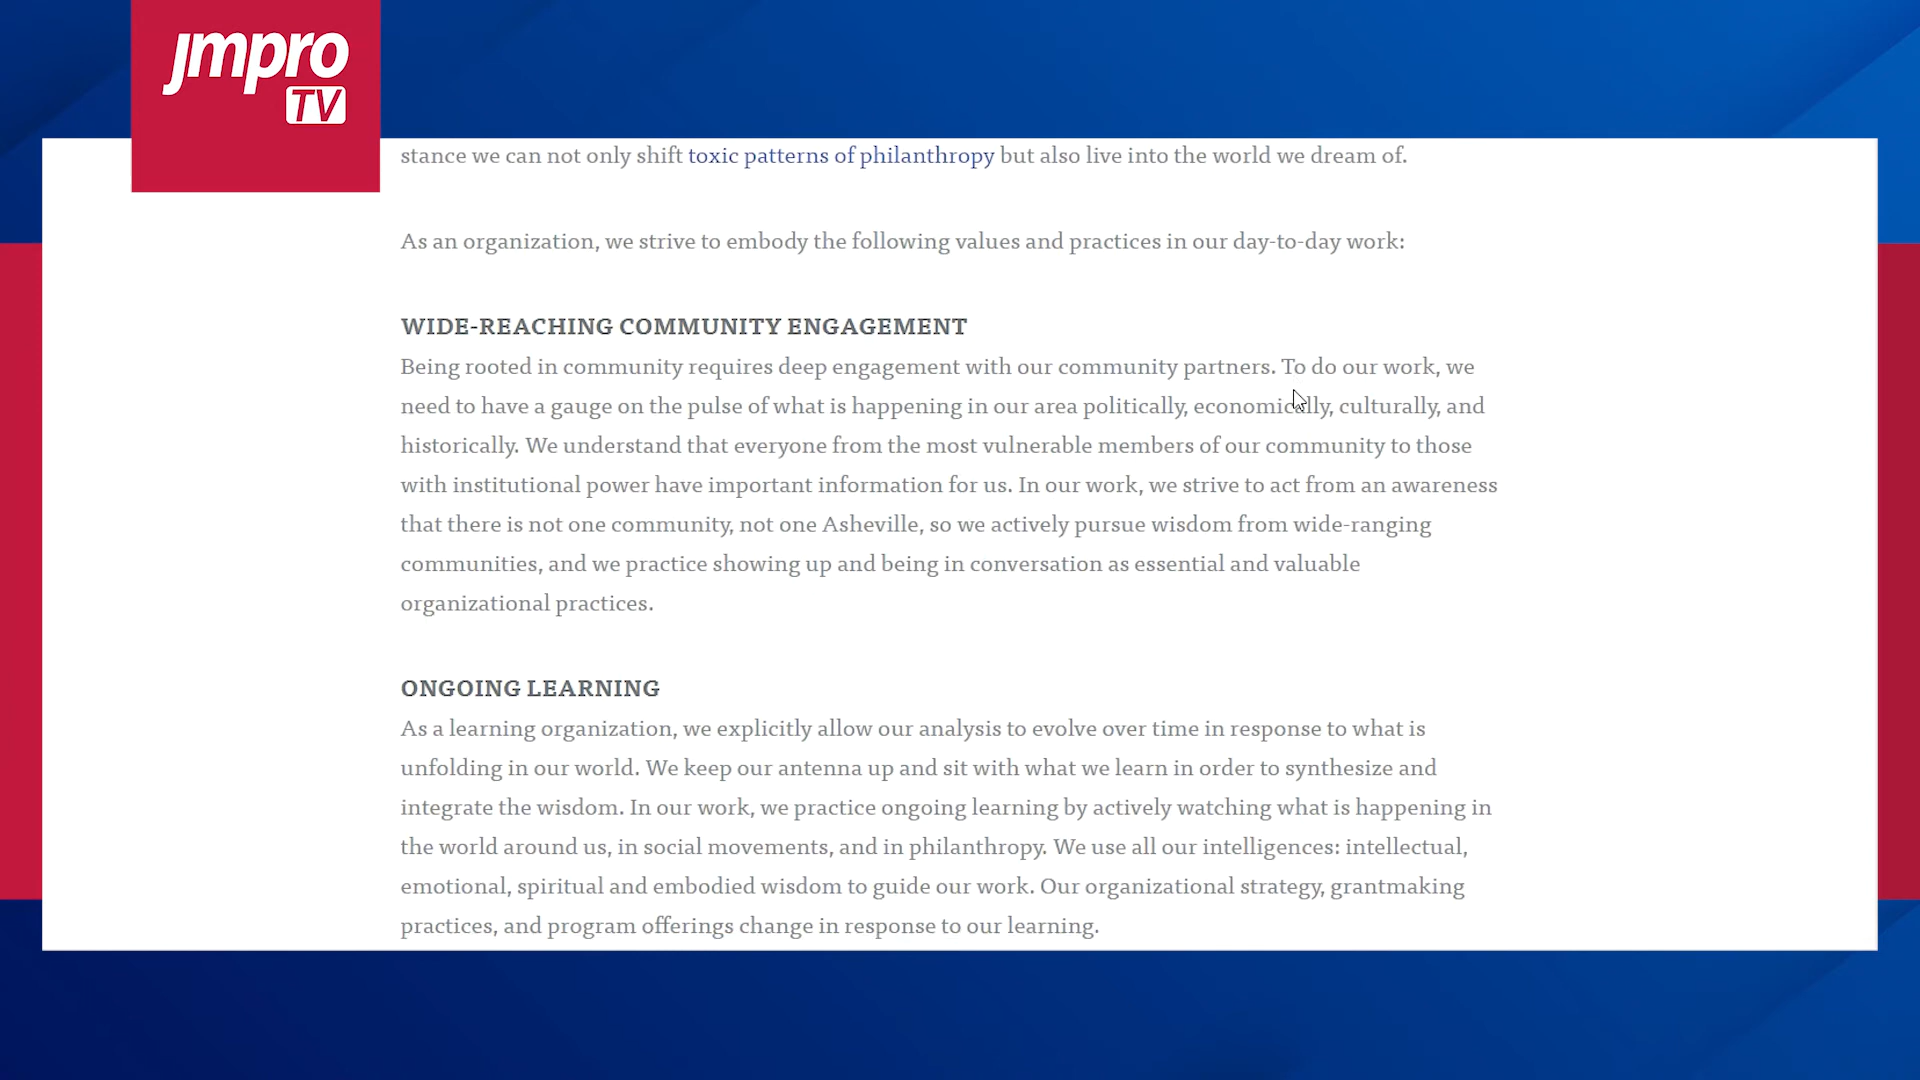 jmpro
TV
stance we can not only shift toxic patterns of philanthropy but also live into the world we dream of.
As an organization, we strive to embody the following values and practices in our day-to-day work:
WIDE-REACHING COMMUNITY ENGAGEMENT
Being rooted in community requires deep engagement with our community partners. To do our work, we
need to have a gauge on the pulse of what is happening in our area politically, economically, culturally, and
historically. We understand that everyone from the most vulnerable members of our community to those
with institutional power have important information for us. In our work, we strive to act from an awareness
that there is not one community, not one Asheville, so we actively pursue wisdom from wide-ranging
communities, and we practice showing up and being in conversation as essential and valuable
organizational practices.
ONGOING LEARNING
As a learning organization, we explicitly allow our analysis to evolve over time in response to what is
unfolding in our world. We keep our antenna up and sit with what we learn in order to synthesize and
integrate the wisdom. In our work, we practice ongoing learning by actively watching what is happening in
the world around us, in social movements, and in philanthropy. We use all our intelligences: intellectual,
emotional, spiritual and embodied wisdom to guide our work. Our organizational strategy, grantmaking
practices, and program offerings change in response to our learning.